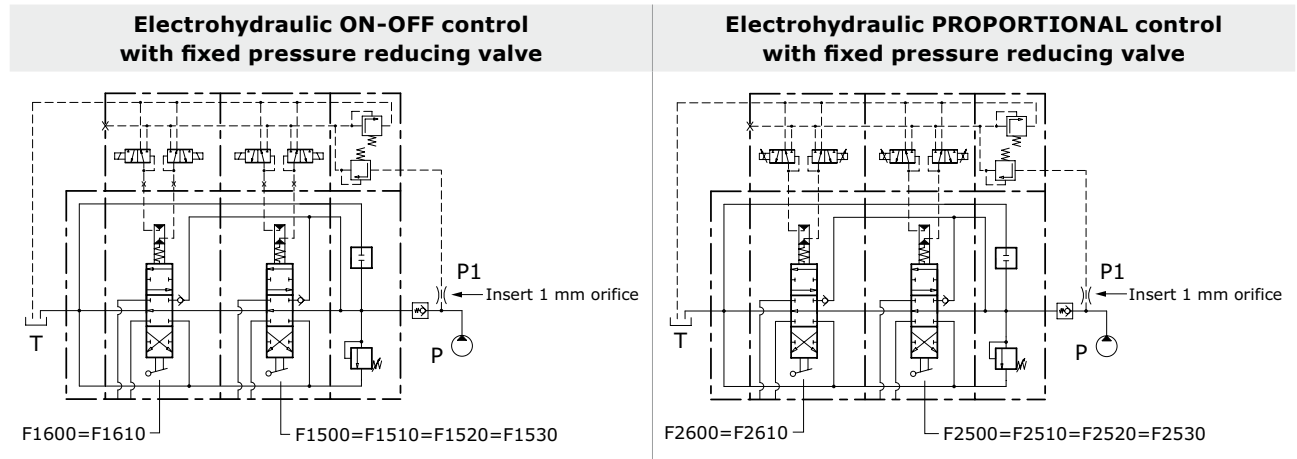 Electrohydraulic ON-OFF control
with fixed pressure reducing valve
P1
Insert 1 mm orifice
T
P
F1600=F1610
F1500=F1510=F1520=F1530
Electrohydraulic PROPORTIONAL control
with fixed pressure reducing valve
P1
Insert 1 mm orifice
T
P
F2600=F2610
F2500=F2510=F2520=F2530